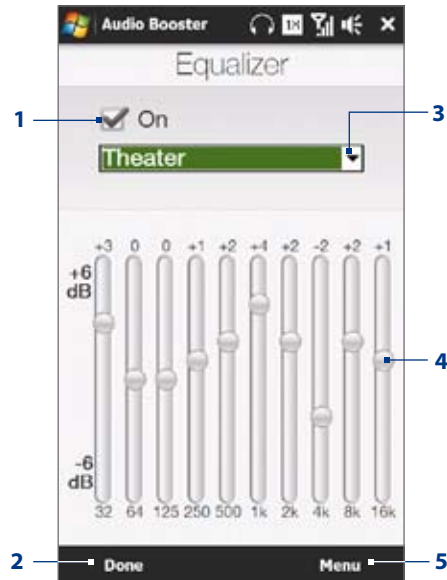 Audio Booster
Equalizer
1
On
3
Theater
+3 0 0 +1 +2 +4 +2 -2 +2 +1
+6
dB
4
-6
dB
32 64 125 250 500 1k 2k 4k 8k 16k
2 Done Menu 5